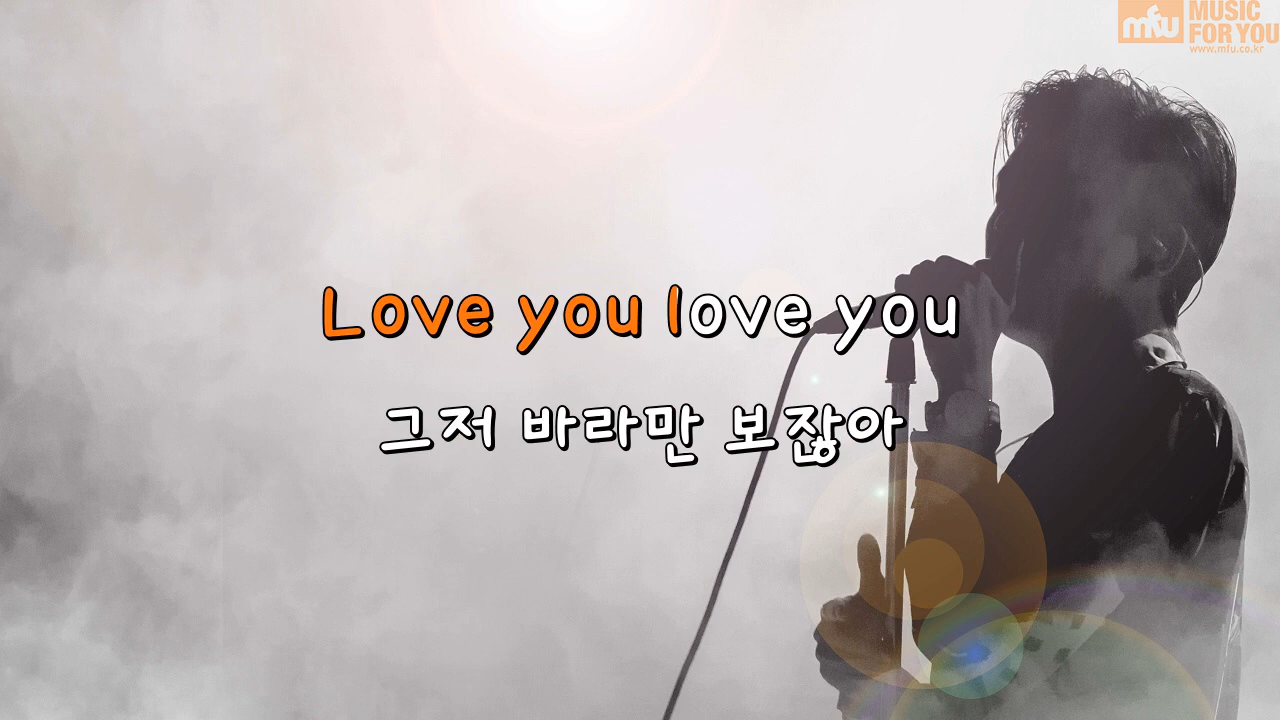 mfu MUSIC
FOR YOU
www.mfu.co.kr
Love you love you
그저 바라만 보잖아